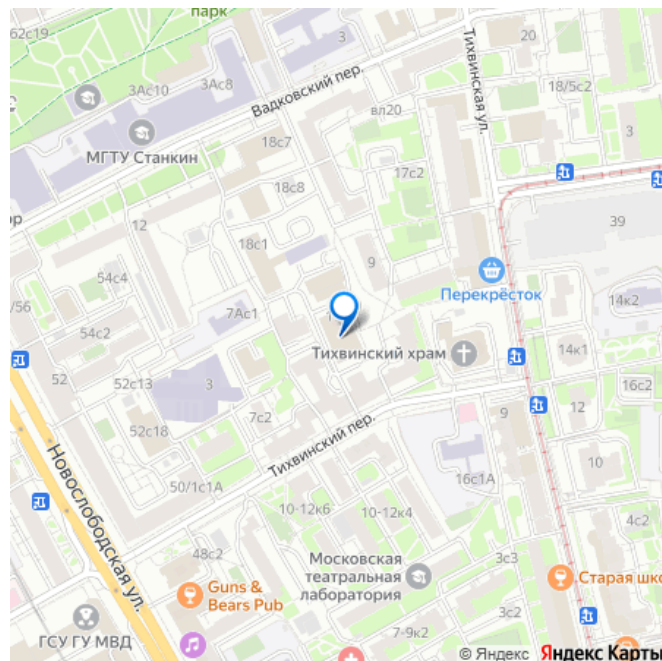 парк
62с19
3
20
3Ас10
3Ас8
Вадковский пер.
Тихвинская ул.
18/5с2
вл20
МГТУ Станкин
18с7
3
17с2
18с8
12
39
18с1
9
54с4
Перекрёсток
14к2
7Ас1
/56
54с2
Тихвинский храм
14к1
52
52с13
3
16с2
7с2
9
12
52с18
Тихвинский пер.
Новослободская ул.
50/1с1А
16с1А
10
10-12к6
10-12к4
4с2
48с2
3с3
Московская
театральная
лаборатория
Старая шко
Guns &
Bears Pub
3с2
ГСУ ГУ МВД
7-9к2
© Яндекс Яндекс Карты